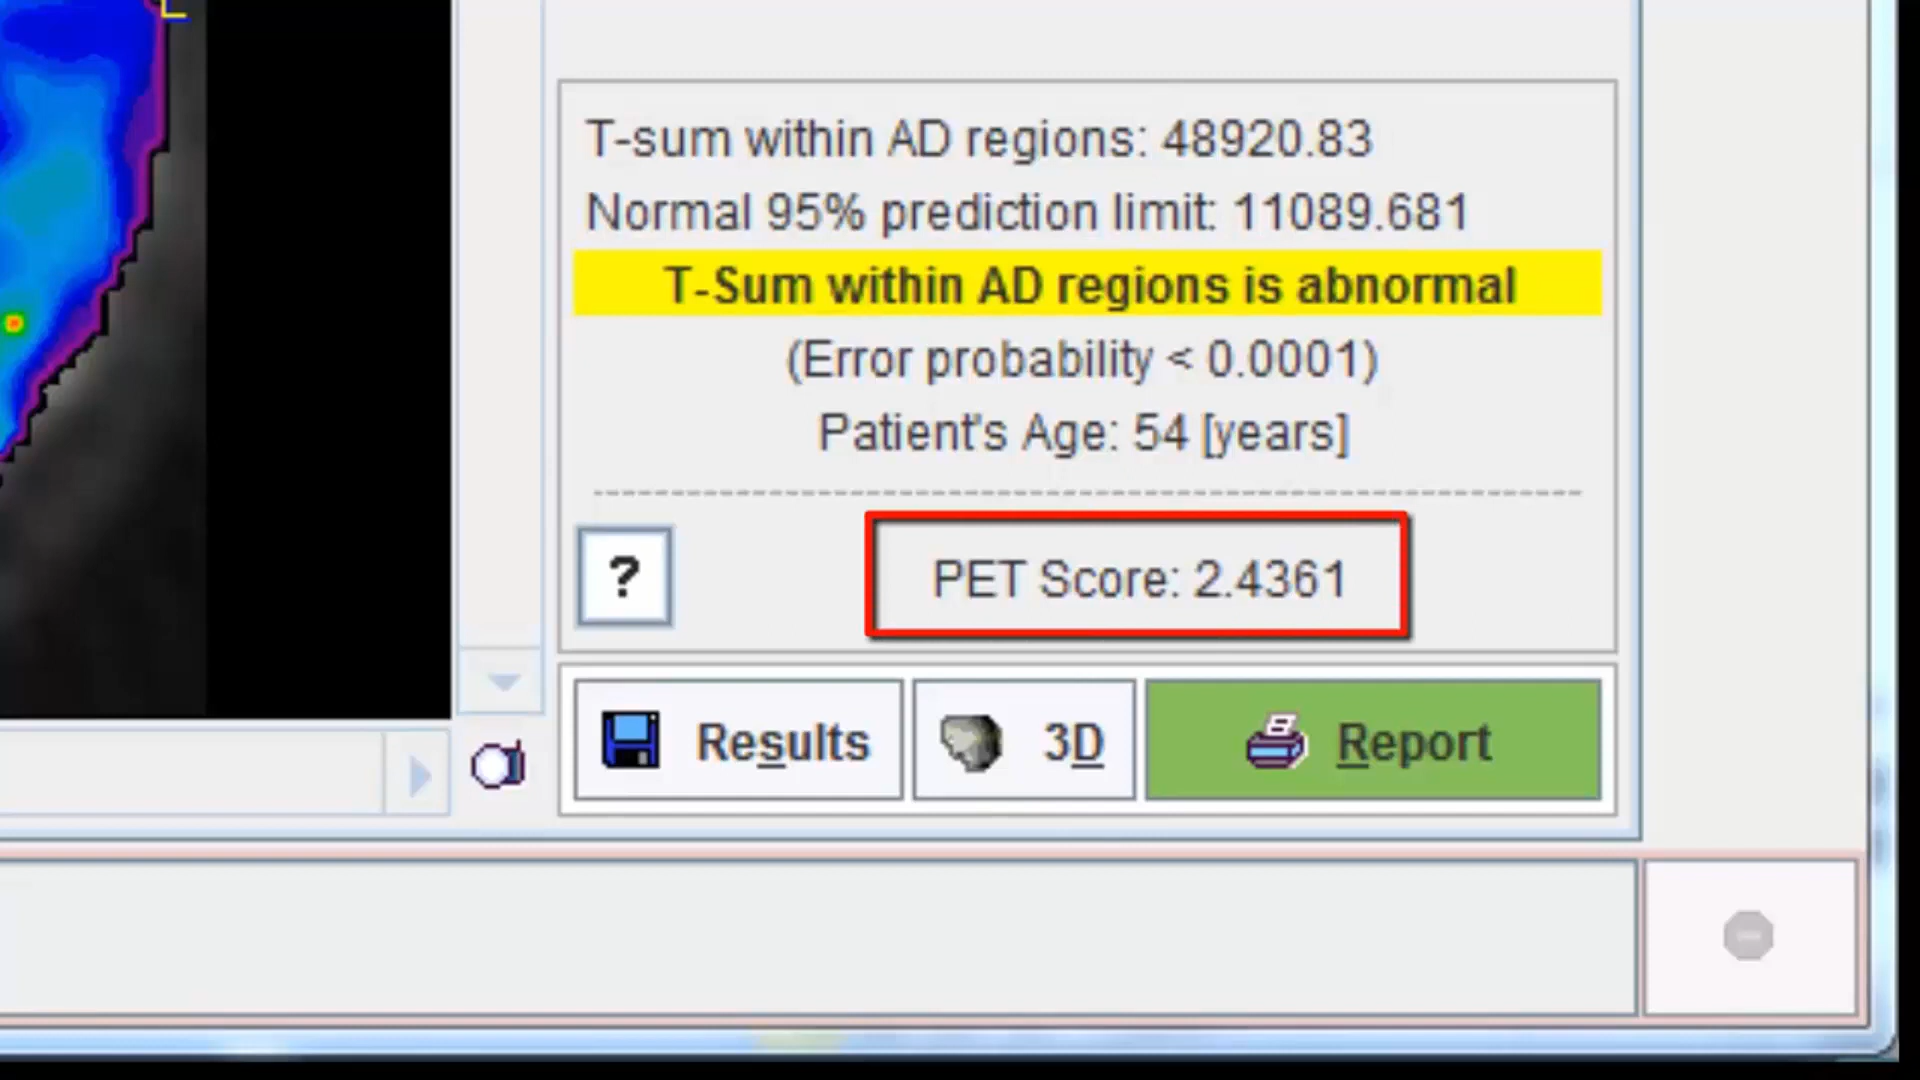 T-sum within AD regions: 48920.83
Normal 95% prediction limit: 11089.681
T-Sum within AD regions is abnormal
(Error probability < 0.0001)
Patient's Age: 54 [years]
?
PET Score: 2.4361
Results
3D
Report